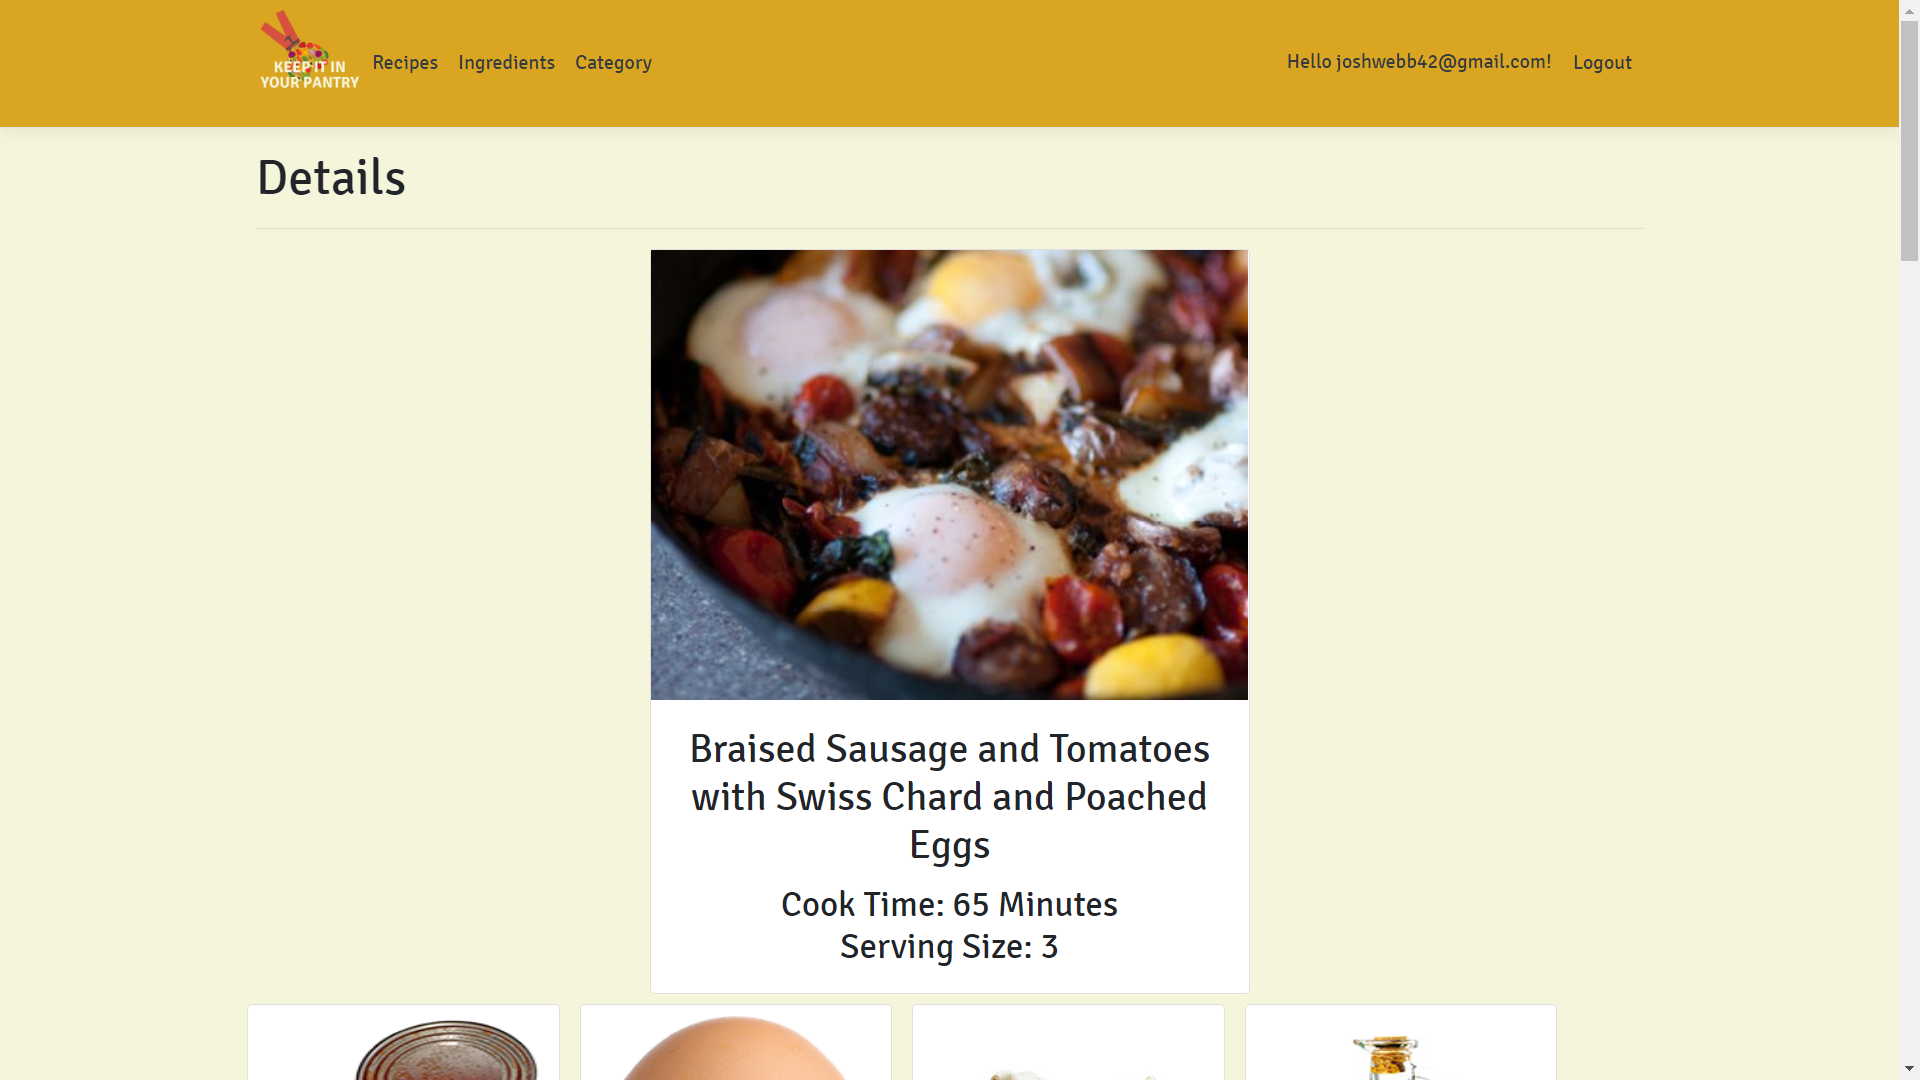 KEEP IT IN
YOUR PANTRY
Recipes
Ingredients
Category
Hello joshwebb42@gmail.com!
Logout
Details
Braised Sausage and Tomatoes
with Swiss Chard and Poached
Eggs
Cook Time: 65 Minutes
Serving Size: 3